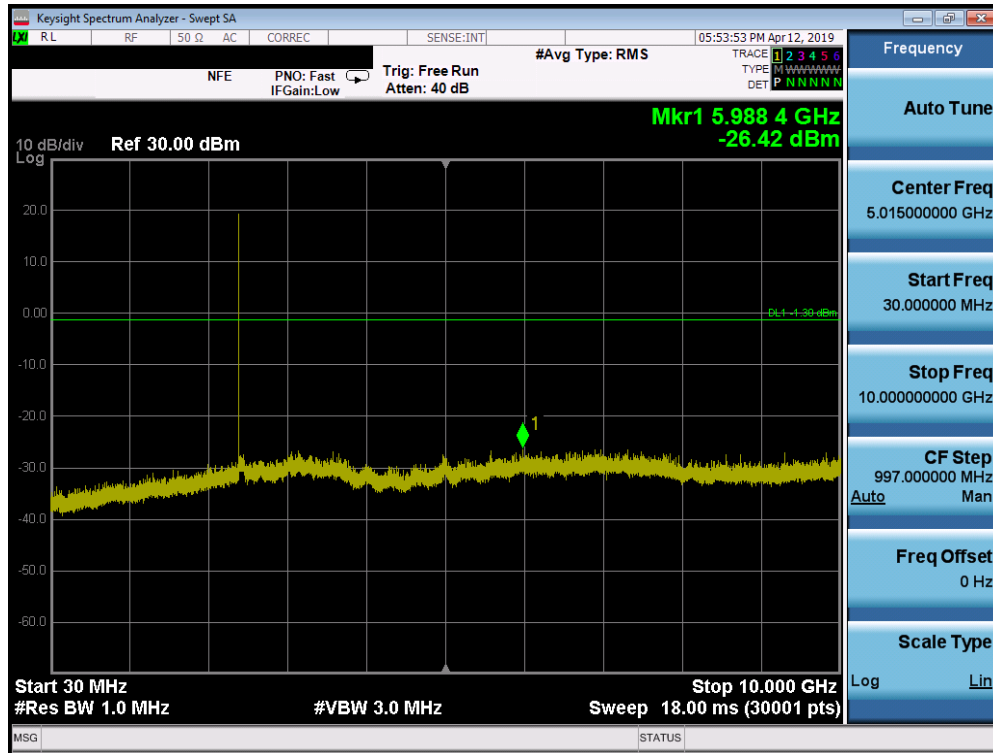 Keysight Spectrum Analyzer - Swept SA
LXI RL RF 50 Ω AC CORREC SENSE:INT 05:53:53 PM Apr 12, 2019
#Avg Type: RMS TRACE 1 2 3 4 5 6
NFE PNO: Fast Trig: Free Run TYPE M W W W W W
IFGain:Low Atten: 40 dB DET P N N N N N
Mkr1 5.988 4 GHz
-26.42 dBm
10 dB/div Ref 30.00 dBm
Log
20.0
10.0
0.00
DL1 -1.30 dBm
-10.0
-20.0
1
-30.0
-40.0
-50.0
-60.0
Start 30 MHz Stop 10.000 GHz
#Res BW 1.0 MHz #VBW 3.0 MHz Sweep 18.00 ms (30001 pts)
MSG STATUS
Frequency
Auto Tune
Center Freq
5.015000000 GHz
Start Freq
30.000000 MHz
Stop Freq
10.000000000 GHz
CF Step
997.000000 MHz
Auto Man
Freq Offset
0 Hz
Scale Type
Log Lin